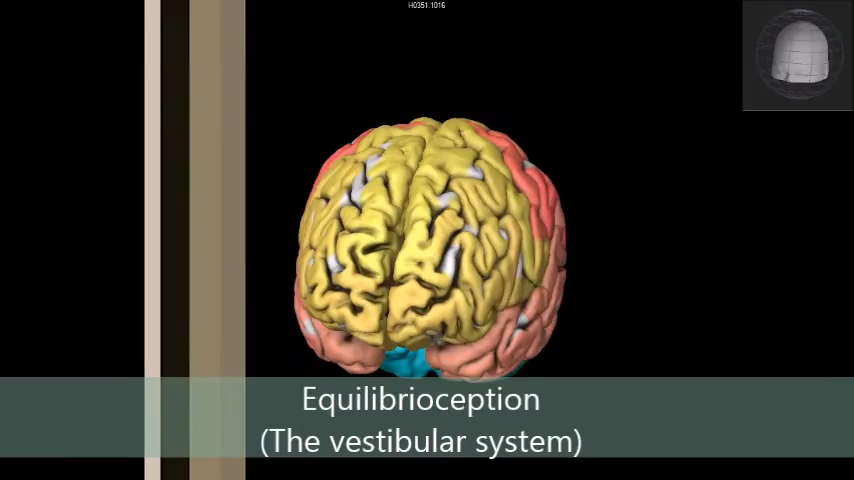 H0351.1016
Equilibrioception
(The vestibular system)